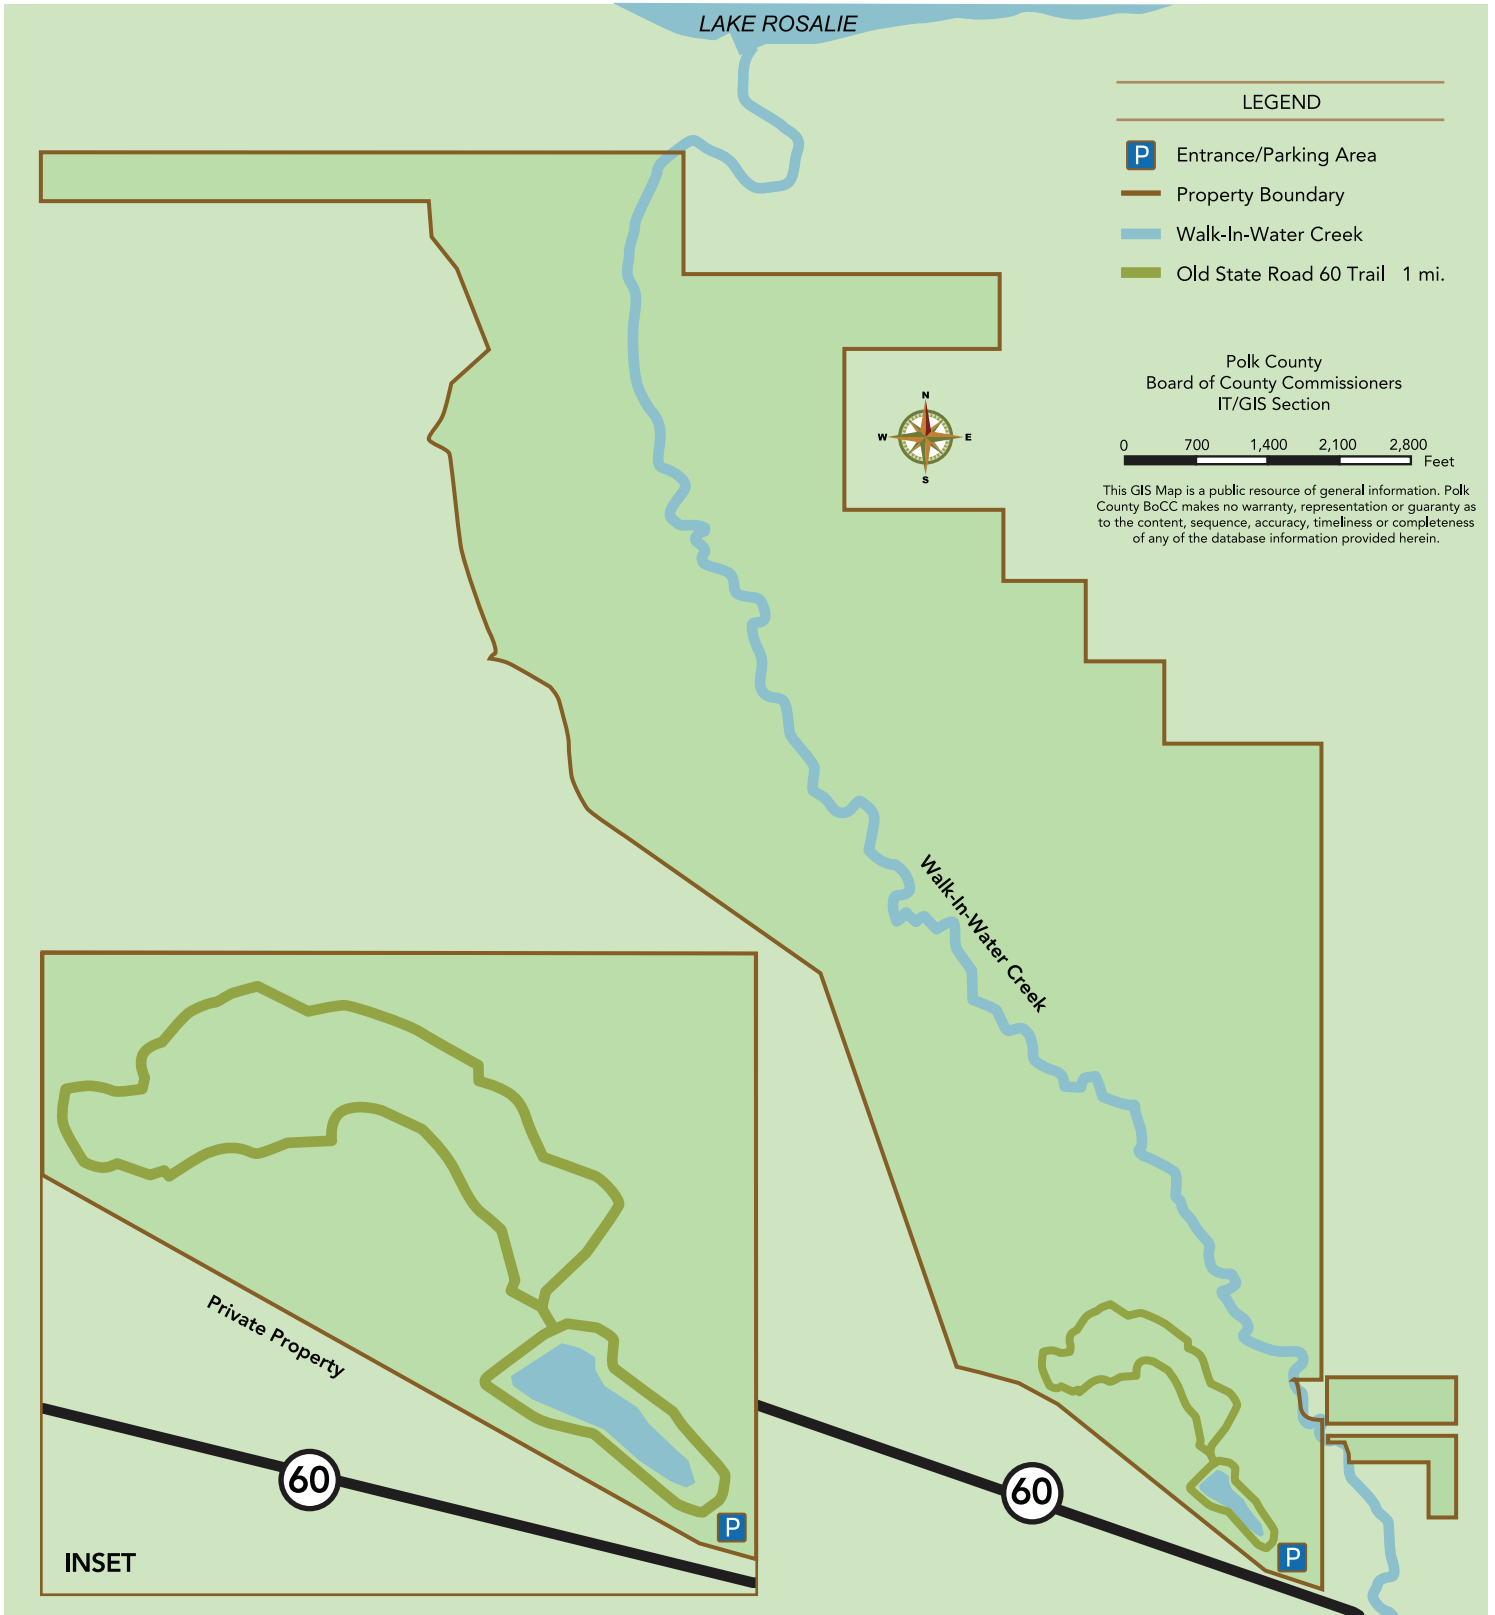 LAKE ROSALIE
LEGEND
P Entrance/Parking Area
Property Boundary
Walk-In-Water Creek
Old State Road 60 Trail 1 mi.
Polk County
Board of County Commissioners
IT/GIS Section
0 700 1,400 2,100 2,800
Feet
This GIS Map is a public resource of general information. Polk
County BoCC makes no warranty, representation or guaranty as
to the content, sequence, accuracy, timeliness or completeness
of any of the database information provided herein.
N
W E
S
Walk-In-Water Creek
Private Property
60
P
INSET
60
P